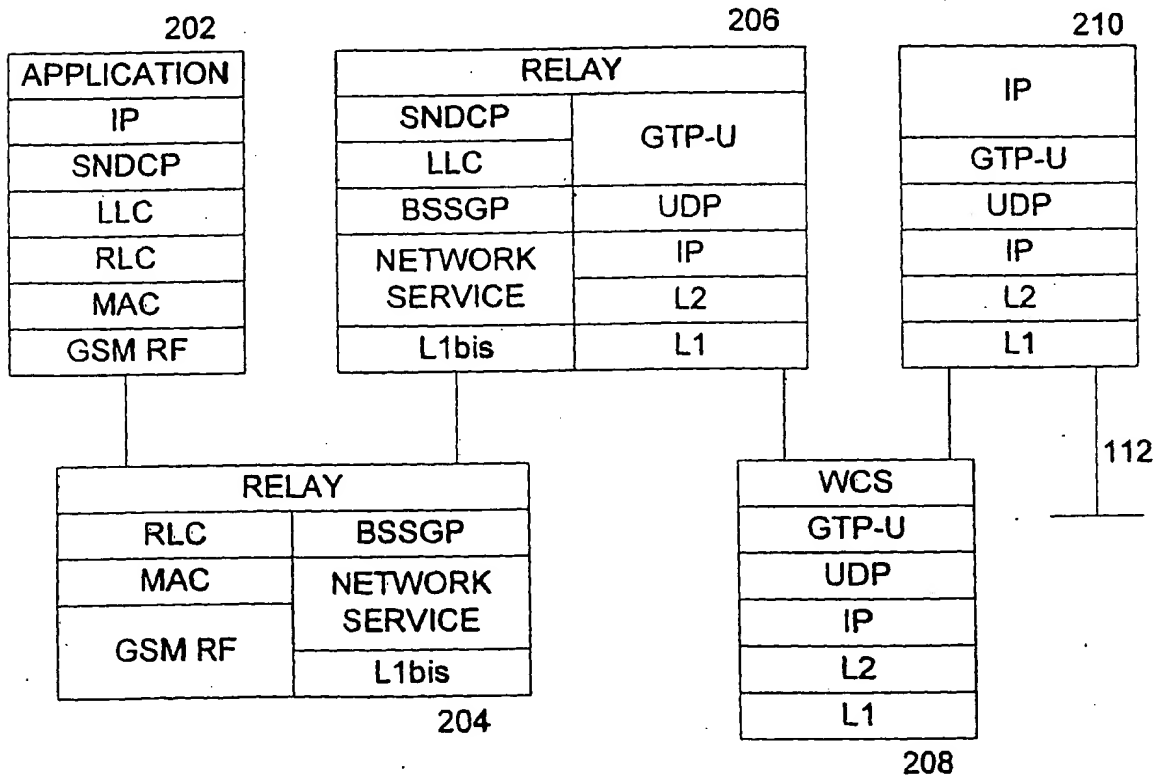 202
APPLICATION
IP
SNDCP
LLC
RLC
MAC
GSM RF
206
RELAY
SNDCP
LLC
BSSGP
NETWORK
SERVICE
L1bis
GTP-U
UDP
IP
L2
L1
210
IP
GTP-U
UDP
IP
L2
L1
112
RELAY
RLC
MAC
GSM RF
BSSGP
NETWORK
SERVICE
L1bis
204
WCS
GTP-U
UDP
IP
L2
L1
208